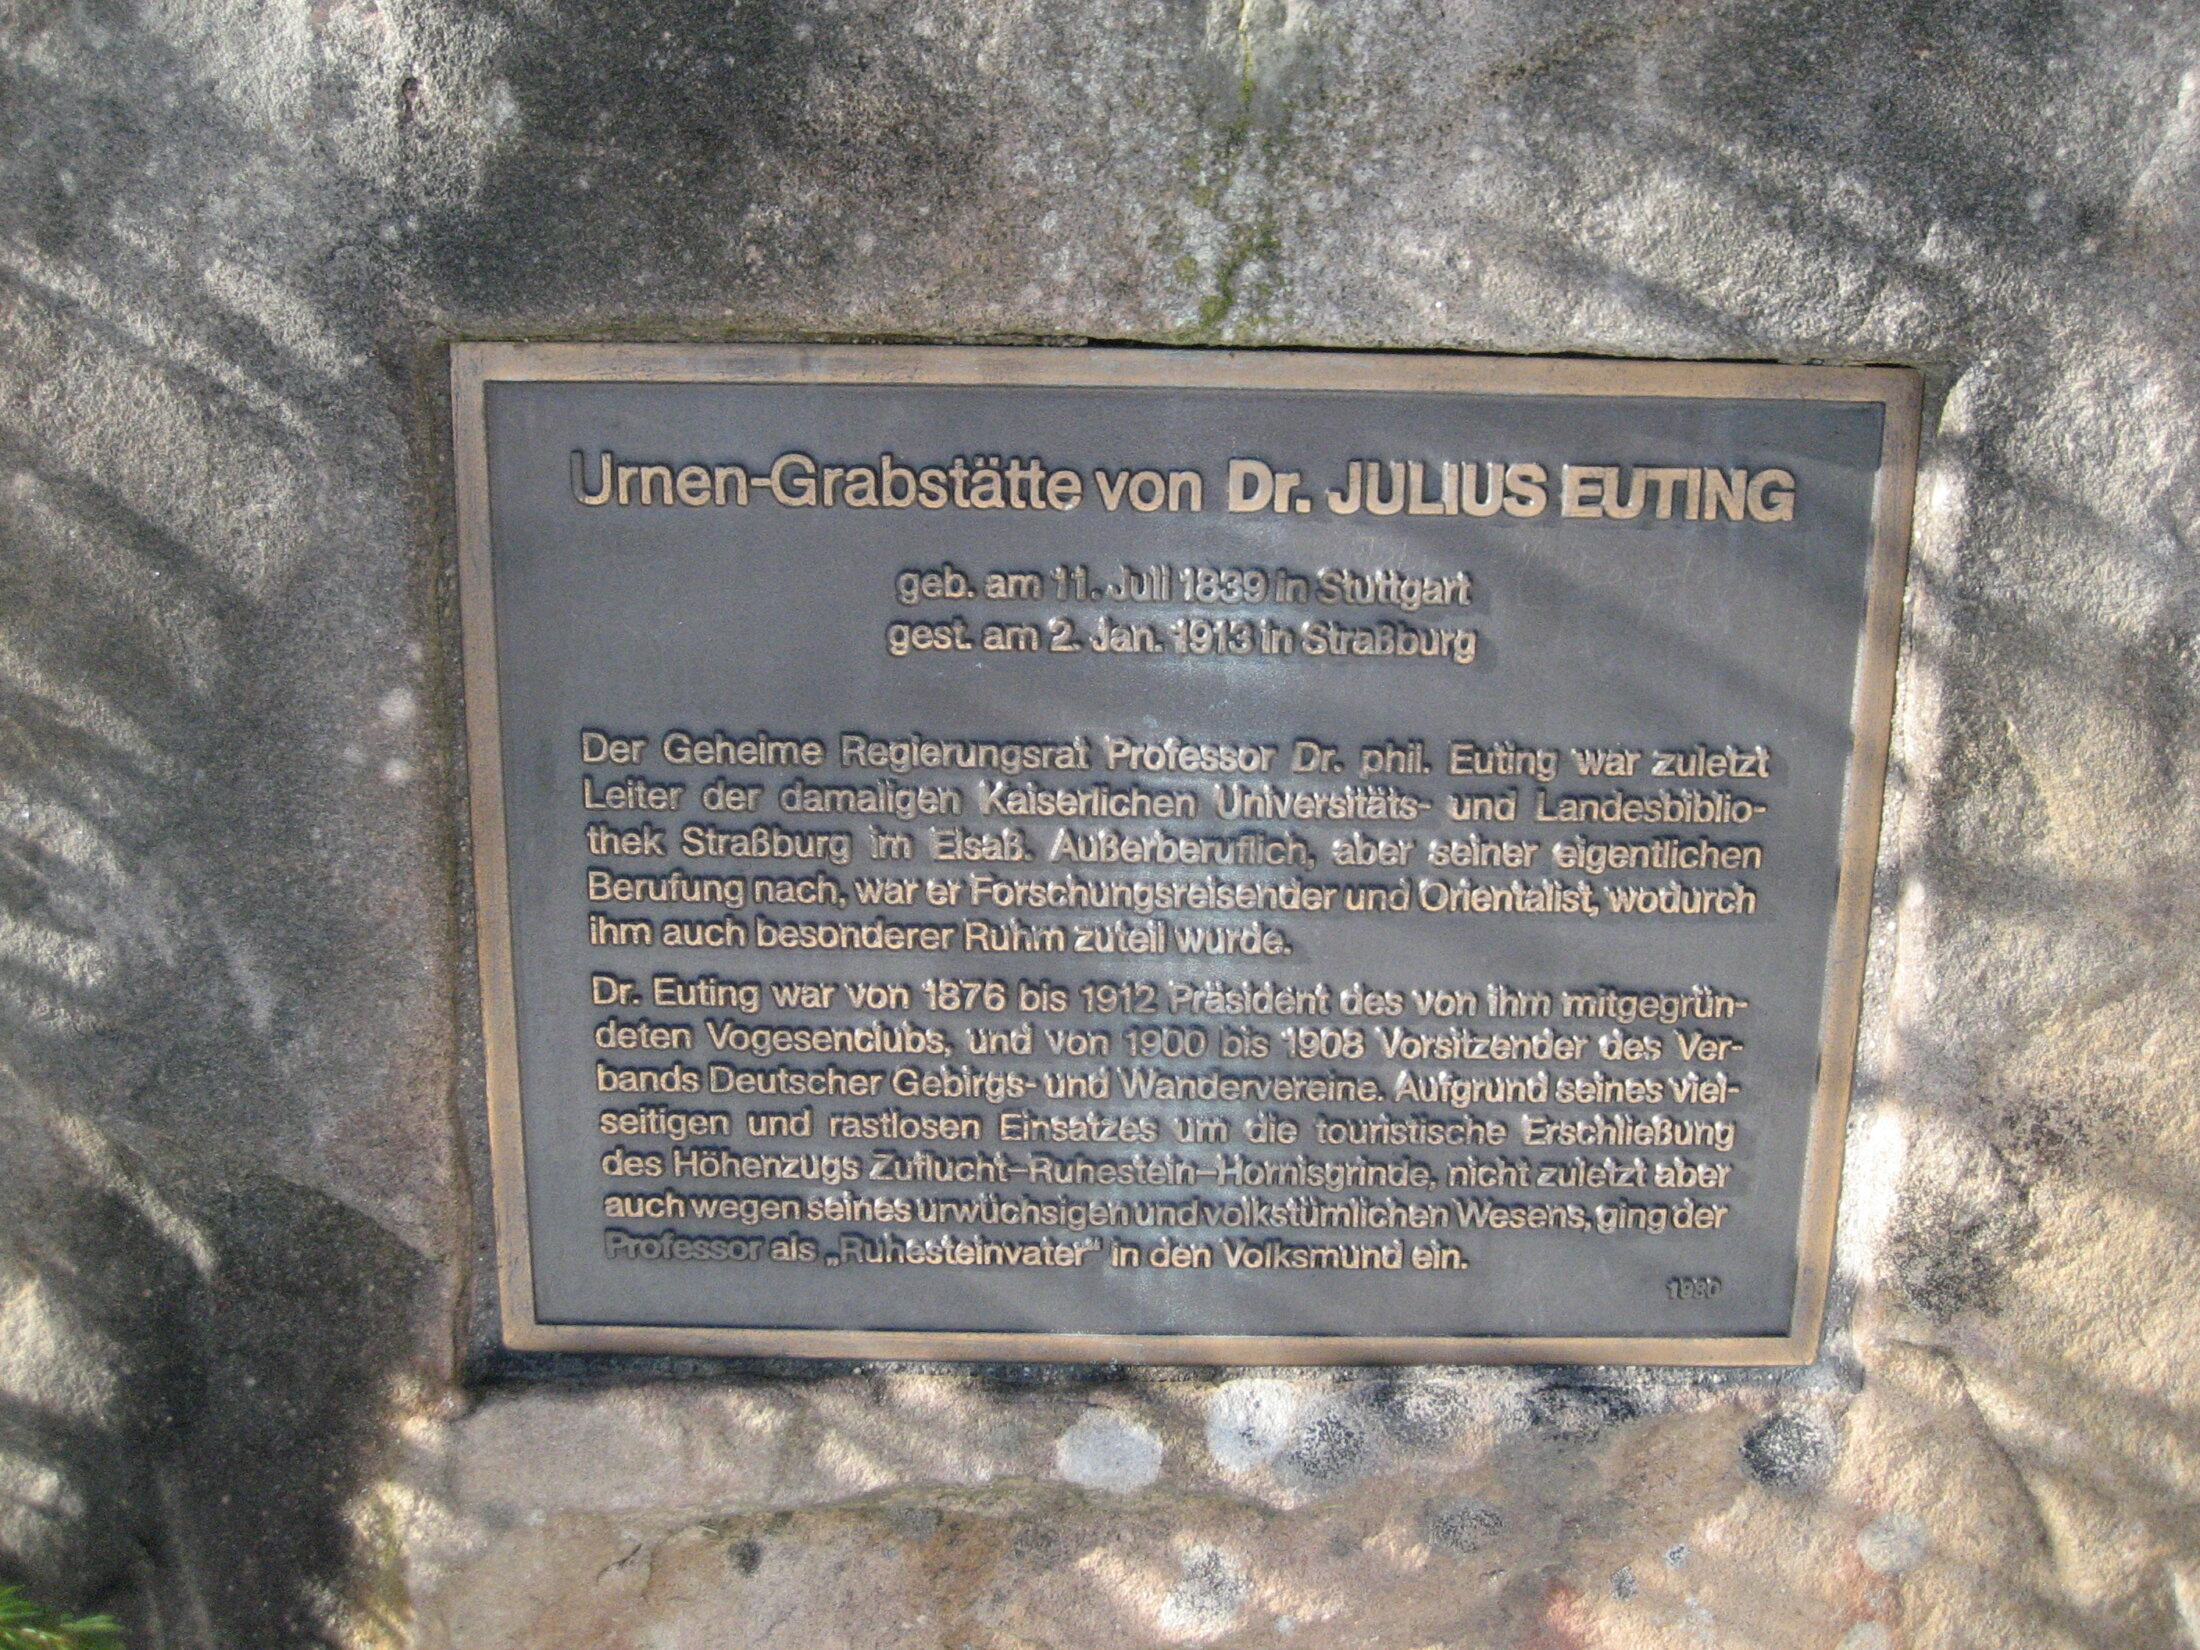 Urnen-Grabstätte von Dr. JULIUS EUTING
geb. am 11. Juli 1839 in Stuttgart
gest. am 2. Jan. 1913 in Straßburg
Der Geheime Regierungsrat Professor Dr. phil. Euting war zuletzt
Leiter der damaligen Kaiserlichen Universitäts- und Landesbiblio-
thek Straßburg im Elsaß. Außerberuflich, aber seiner eigentlichen
Berufung nach, war er Forschungsreisender und Orientalist, wodurch
ihm auch besonderer Ruhm zuteil wurde.
Dr. Euting war von 1876 bis 1912 Präsident des von ihm mitgegrün-
deten Vogesenclubs, und von 1900 bis 1908 Vorsitzender des Ver-
bands Deutscher Gebirgs- und Wandervereine. Aufgrund seines viel-
seitigen und rastlosen Einsatzes um die touristische Erschließung
des Höhenzugs Zuflucht–Ruhestein–Hornisgrinde, nicht zuletzt aber
auch wegen seines urwüchsigen und volkstümlichen Wesens, ging der
Professor als „Ruhesteinvater“ in den Volksmund ein.
1980